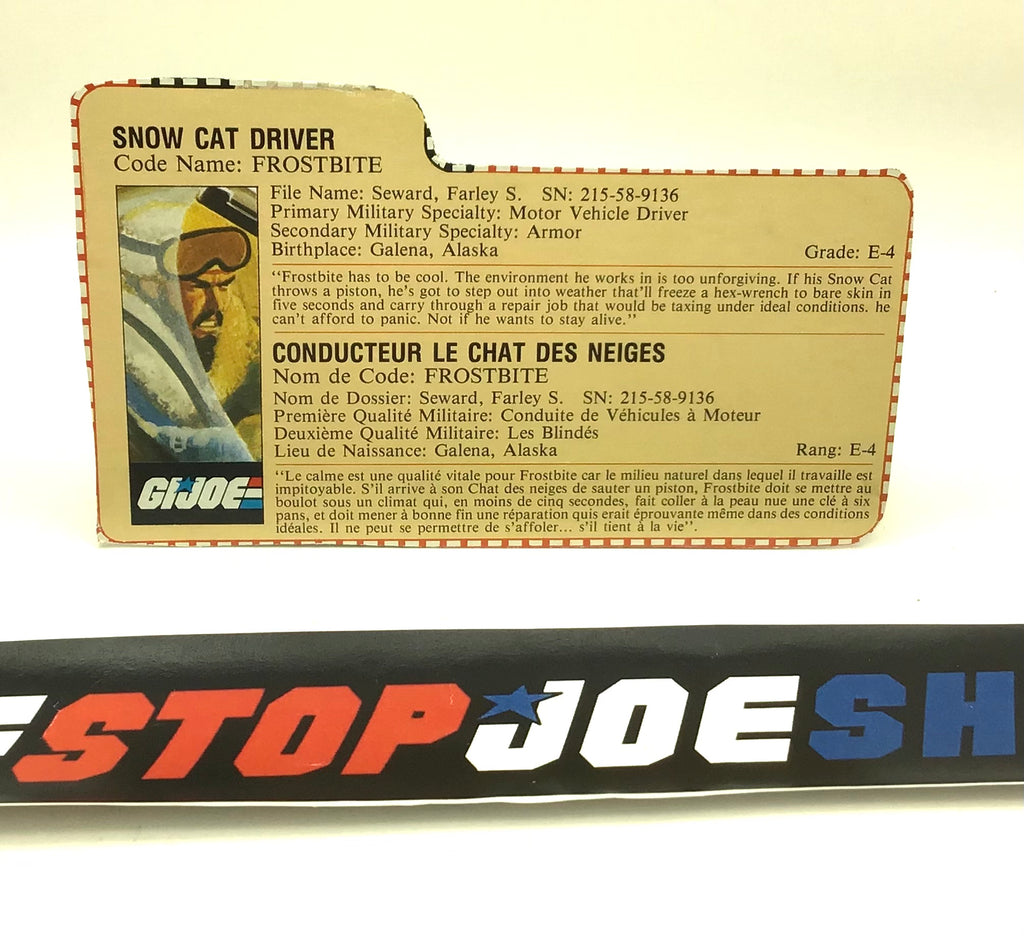 SNOW CAT DRIVER
Code Name: FROSTBITE
File Name: Seward, Farley S. SN: 215-58-9136
Primary Military Specialty: Motor Vehicle Driver
Secondary Military Specialty: Armor
Birthplace: Galena, Alaska Grade: E-4
“Frostbite has to be cool. The environment he works in is too unforgiving. If his Snow Cat
throws a piston, he’s got to step out into weather that’ll freeze a hex-wrench to bare skin in
five seconds and carry through a repair job that would be taxing under ideal conditions. he
can’t afford to panic. Not if he wants to stay alive.”
CONDUCTEUR LE CHAT DES NEIGES
Nom de Code: FROSTBITE
Nom de Dossier: Seward, Farley S. SN: 215-58-9136
Première Qualité Militaire: Conduite de Véhicules à Moteur
Deuxième Qualité Militaire: Les Blindés
Lieu de Naissance: Galena, Alaska Rang: E-4
“Le calme est une qualité vitale pour Frostbite car le milieu naturel dans lequel il travaille est
impitoyable. S’il arrive à son Chat des neiges de sauter un piston, Frostbite doit se mettre au
boulot sous un climat qui, en moins de cinq secondes, fait coller à la peau nue une clé à six
pans, et doit mener à bonne fin une réparation quis erait éprouvante même dans des conditions
idéales. Il ne peut se permettre de s’affoler... s’il tient à la vie”.
GI JOE
STOP JOE SH